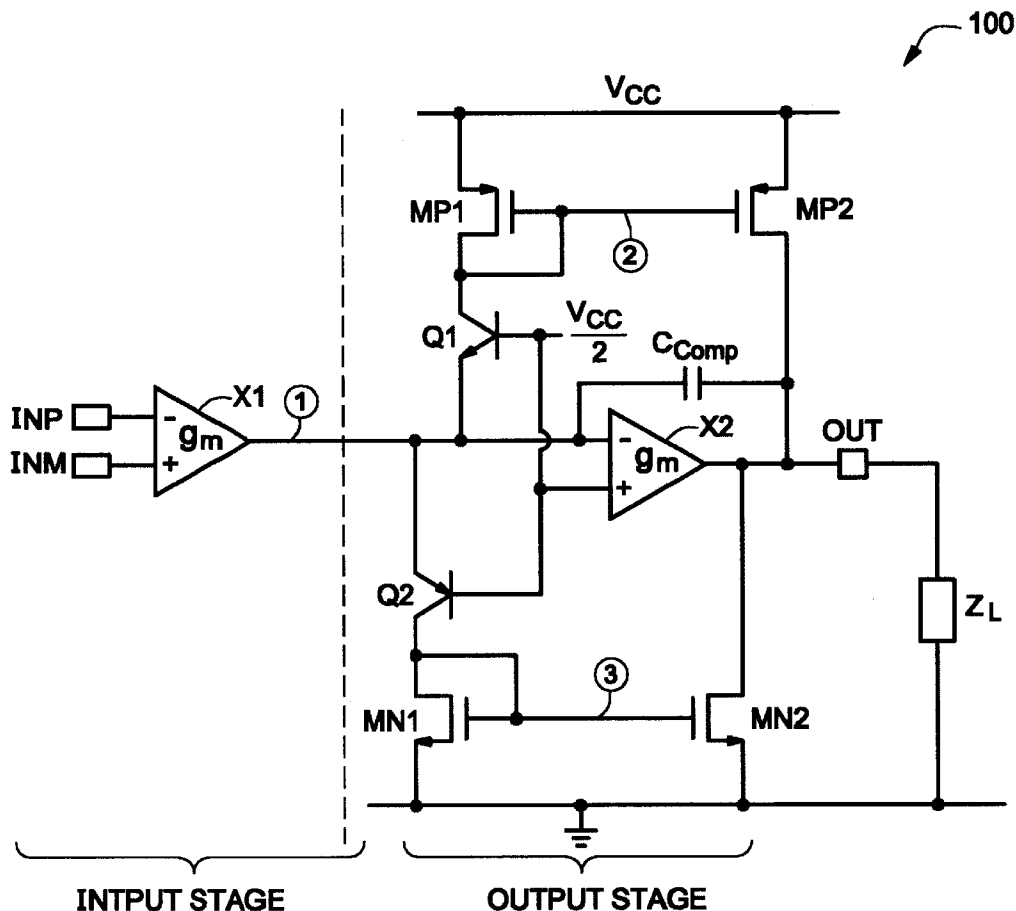 100
VCC
MP1
MP2
2
Q1
VCC
2
CComp
X1
1
INP
-
gm
INM
+
X2
-
gm
+
OUT
Q2
ZL
3
MN1
MN2
INTPUT STAGE
OUTPUT STAGE